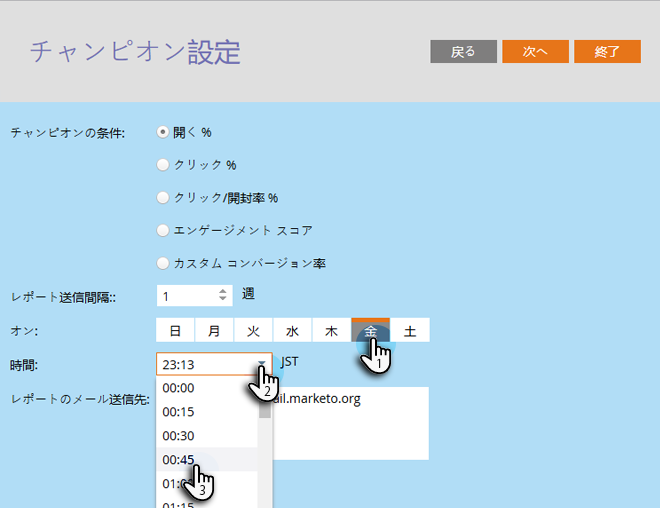 チャンピオン設定
戻る 次へ 終了
チャンピオンの条件:
開く %
クリック %
クリック/開封率 %
エンゲージメント スコア
カスタム コンバージョン率
レポート送信間隔:: 1 週
オン: 日 月 火 水 木 金 土
1
時間: 23:13 JST
2
00:00
レポートのメール送信先: ail.marketo.org
00:15
00:30
00:45
3
01:15